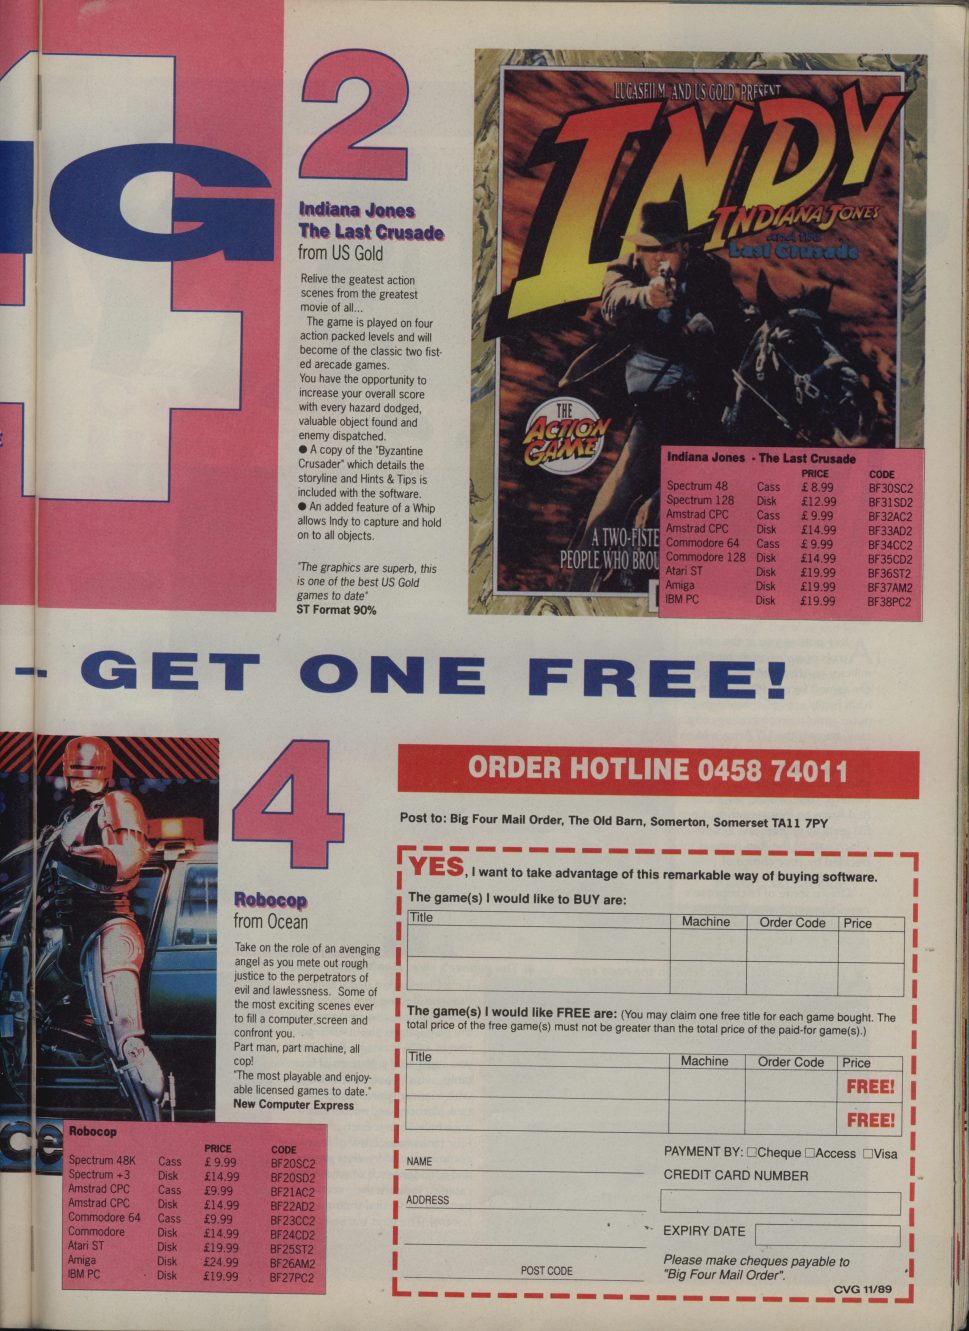 G
2
Indiana Jones
The Last Crusade
from US Gold
Relive the geatest action
scenes from the greatest
movie of all...
The game is played on four
action packed levels and will
become of the classic two fist-
ed arecade games.
You have the opportunity to
increase your overall score
with every hazard dodged,
valuable object found and
enemy dispatched.
● A copy of the "Byzantine
Crusader" which details the
storyline and Hints & Tips is
included with the software.
● An added feature of a Whip
allows Indy to capture and hold
on to all objects.
"The graphics are superb, this
is one of the best US Gold
games to date"
ST Format 90%
LUCASFILM AND US GOLD PRESENT
INDY
INDIANA JONES
and the
Last Crusade
THE
ACTION
GAME
A TWO-FISTE
PEOPLE WHO BROU
Indiana Jones - The Last Crusade
PRICE CODE
Spectrum 48 Cass £ 8.99 BF30SC2
Spectrum 128 Disk £12.99 BF31SD2
Amstrad CPC Cass £ 9.99 BF32AC2
Amstrad CPC Disk £14.99 BF33AD2
Commodore 64 Cass £ 9.99 BF34CC2
Commodore 128 Disk £14.99 BF35CD2
Atari ST Disk £19.99 BF36ST2
Amiga Disk £19.99 BF37AM2
IBM PC Disk £19.99 BF38PC2
- GET ONE FREE!
4
Robocop
from Ocean
Take on the role of an avenging
angel as you mete out rough
justice to the perpetrators of
evil and lawlessness. Some of
the most exciting scenes ever
to fill a computer screen and
confront you.
Part man, part machine, all
cop!
"The most playable and enjoy-
able licensed games to date."
New Computer Express
Robocop
PRICE CODE
Spectrum 48K Cass £ 9.99 BF20SC2
Spectrum +3 Disk £14.99 BF20SD2
Amstrad CPC Cass £9.99 BF21AC2
Amstrad CPC Disk £14.99 BF22AD2
Commodore 64 Cass £9.99 BF23CC2
Commodore Disk £14.99 BF24CD2
Atari ST Disk £19.99 BF25ST2
Amiga Disk £24.99 BF26AM2
IBM PC Disk £19.99 BF27PC2
ORDER HOTLINE 0458 74011
Post to: Big Four Mail Order, The Old Barn, Somerton, Somerset TA11 7PY
YES, I want to take advantage of this remarkable way of buying software.
The game(s) I would like to BUY are:
Title Machine Order Code Price
The game(s) I would like FREE are: (You may claim one free title for each game bought. The
total price of the free game(s) must not be greater than the total price of the paid-for game(s).)
Title Machine Order Code Price
FREE!
FREE!
NAME
ADDRESS
POST CODE
PAYMENT BY: □Cheque □Access □Visa
CREDIT CARD NUMBER
EXPIRY DATE
Please make cheques payable to
"Big Four Mail Order".
CVG 11/89